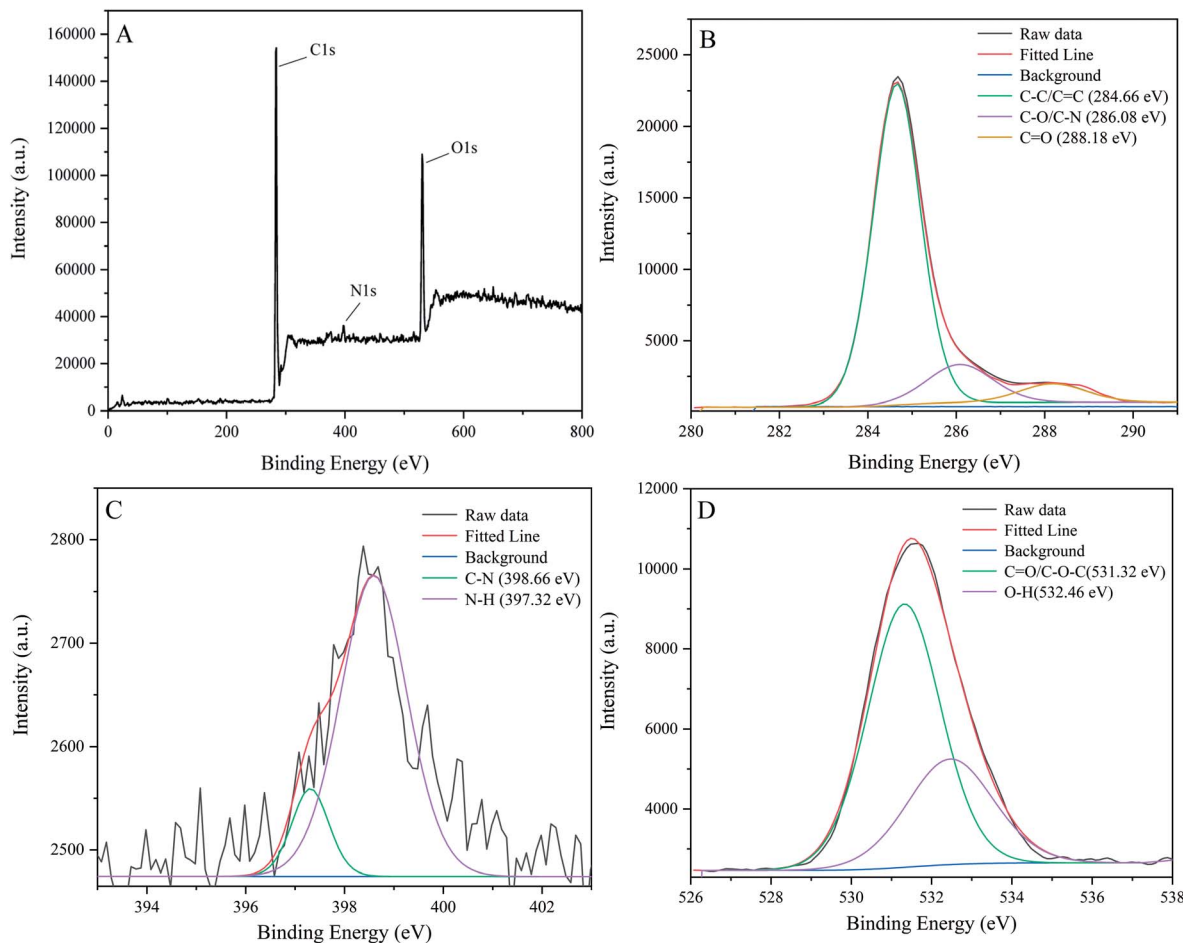 A
C1s
O1s
N1s
Intensity (a.u.)
160000
140000
120000
100000
80000
60000
40000
20000
0
0 200 400 600 800
Binding Energy (eV)
B
Raw data
Fitted Line
Background
C-C/C=C (284.66 eV)
C-O/C-N (286.08 eV)
C=O (288.18 eV)
Intensity (a.u.)
25000
20000
15000
10000
5000
0
280 282 284 286 288 290
Binding Energy (eV)
C
Raw data
Fitted Line
Background
C-N (398.66 eV)
N-H (397.32 eV)
Intensity (a.u.)
2800
2700
2600
2500
394 396 398 400 402
Binding Energy (eV)
D
Raw data
Fitted Line
Background
C=O/C-O-C(531.32 eV)
O-H(532.46 eV)
Intensity (a.u.)
12000
10000
8000
6000
4000
526 528 530 532 534 536 538
Binding Energy (eV)